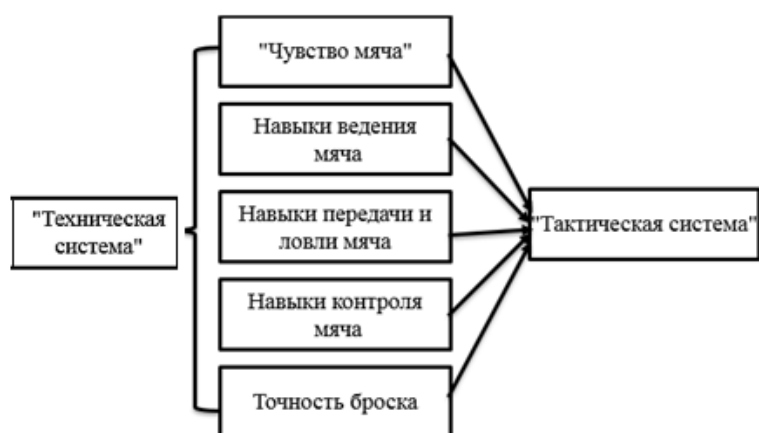 "Чувство мяча"
Навыки ведения
мяча
"Техническая
система"
Навыки передачи и
ловли мяча
"Тактическая система"
Навыки контроля
мяча
Точность броска